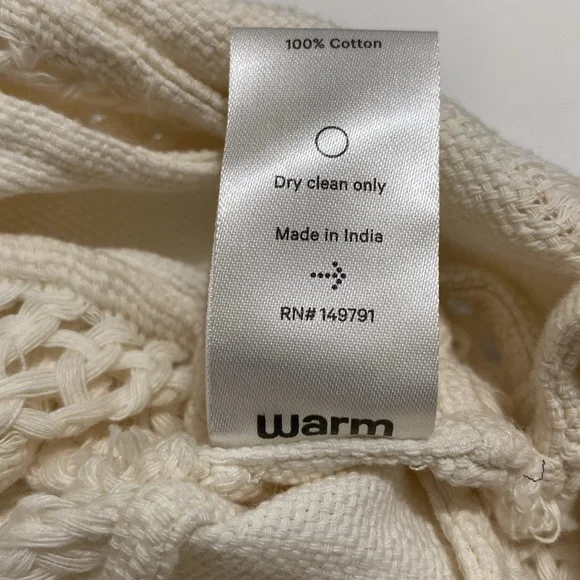 100% Cotton
Dry clean only
Made in India
RN# 149791
warm